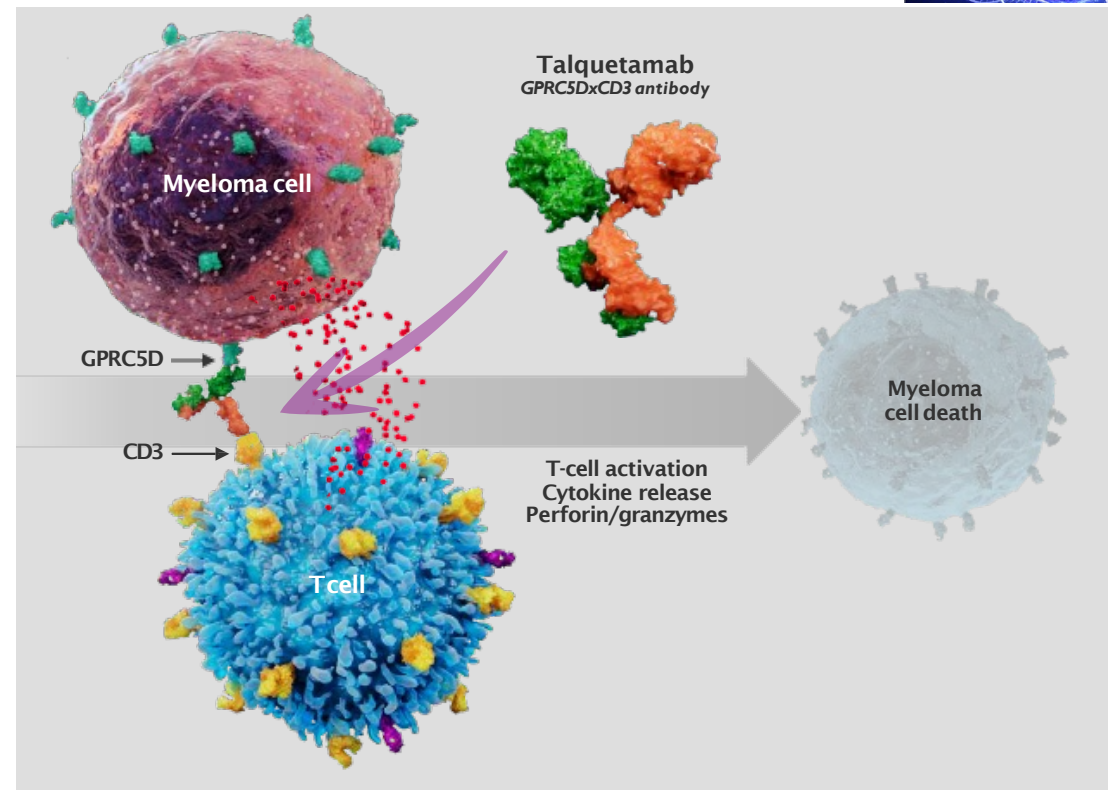 Talquetamab
GPRC5DxCD3 antibody
Myeloma cell
GPRC5D
CD3
T cell
T-cell activation
Cytokine release
Perforin/granzymes
Myeloma
cell death